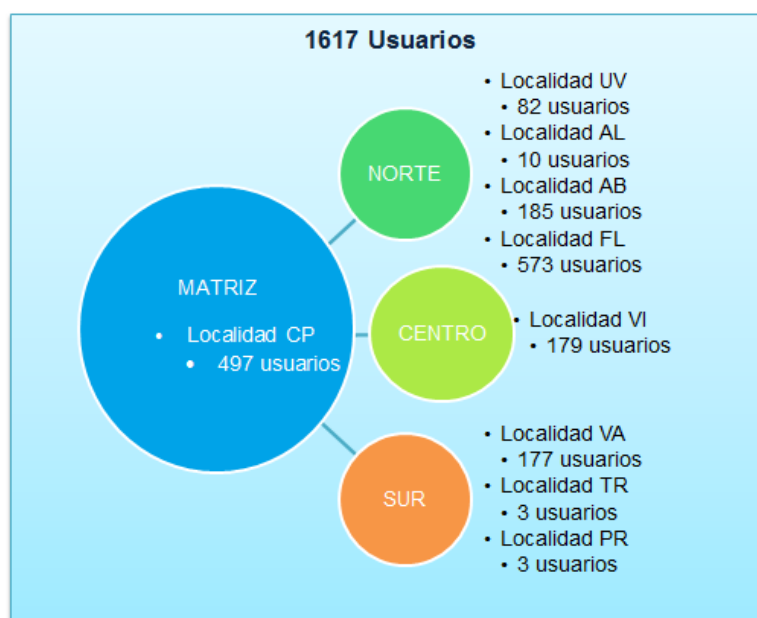 1617 Usuarios
NORTE
• Localidad UV
• 82 usuarios
• Localidad AL
• 10 usuarios
• Localidad AB
• 185 usuarios
• Localidad FL
• 573 usuarios
MATRIZ
• Localidad CP
• 497 usuarios
CENTRO
• Localidad VI
• 179 usuarios
SUR
• Localidad VA
• 177 usuarios
• Localidad TR
• 3 usuarios
• Localidad PR
• 3 usuarios